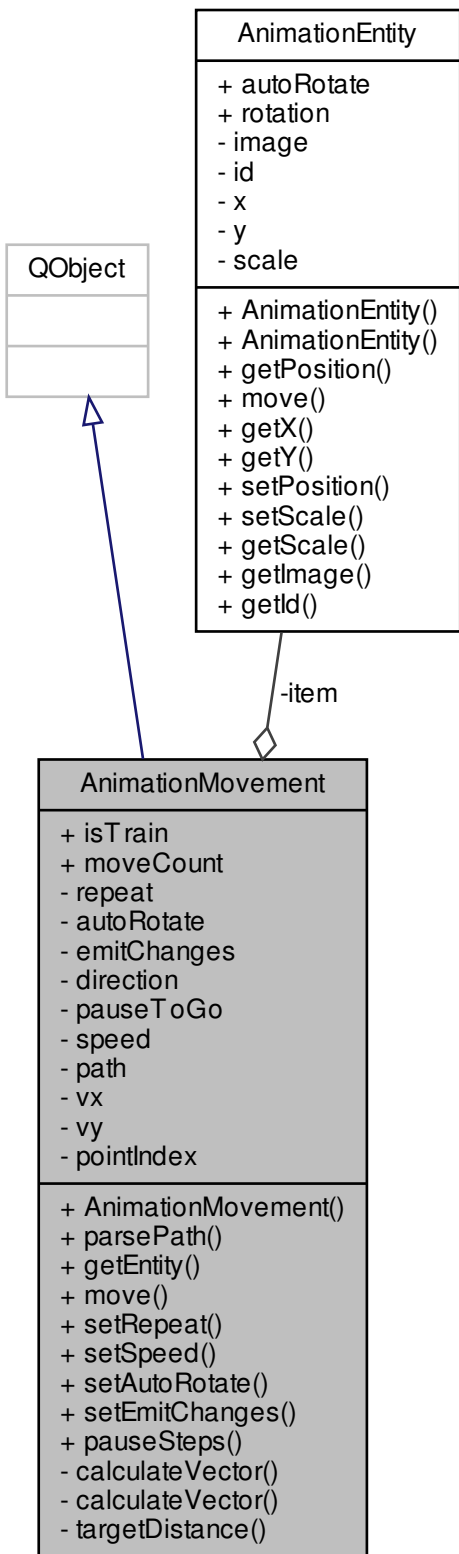 AnimationEntity
+ autoRotate
+ rotation
- image
- id
- x
- y
- scale
+ AnimationEntity()
+ AnimationEntity()
+ getPosition()
+ move()
+ getX()
+ getY()
+ setPosition()
+ setScale()
+ getScale()
+ getImage()
+ getId()
QObject
-item
AnimationMovement
+ isTrain
+ moveCount
- repeat
- autoRotate
- emitChanges
- direction
- pauseToGo
- speed
- path
- vx
- vy
- pointIndex
+ AnimationMovement()
+ parsePath()
+ getEntity()
+ move()
+ setRepeat()
+ setSpeed()
+ setAutoRotate()
+ setEmitChanges()
+ pauseSteps()
- calculateVector()
- calculateVector()
- targetDistance()